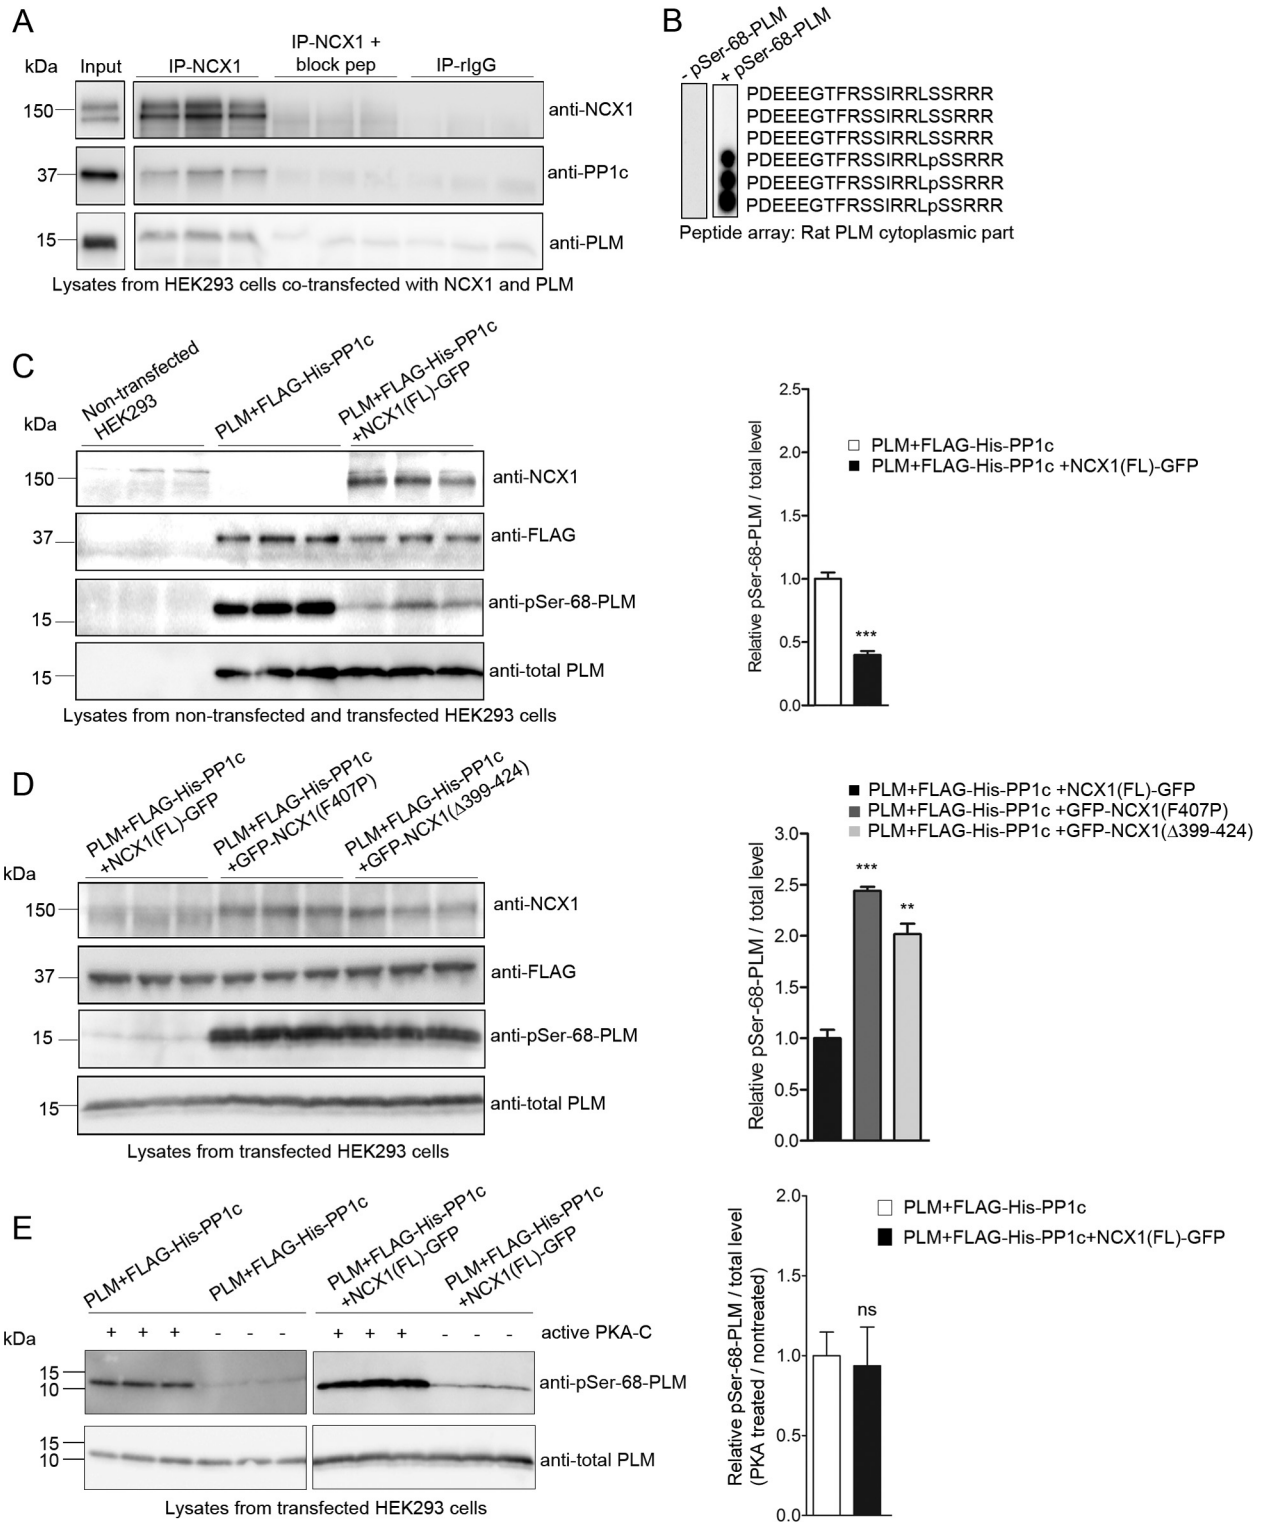 A
IP-NCX1 +
block pep
kDa
Input
IP-NCX1
IP-rIgG
150
anti-NCX1
37
anti-PP1c
15
anti-PLM
Lysates from HEK293 cells co-transfected with NCX1 and PLM
B
- pSer-68-PLM
+ pSer-68-PLM
PDEEEGTFRSSIRRLSSRRR
PDEEEGTFRSSIRRLSSRRR
PDEEEGTFRSSIRRLSSRRR
PDEEEGTFRSSIRRLpSSRRR
PDEEEGTFRSSIRRLpSSRRR
PDEEEGTFRSSIRRLpSSRRR
Peptide array: Rat PLM cytoplasmic part
C
Non-transfected
HEK293
PLM+FLAG-His-PP1c
PLM+FLAG-His-PP1c
+NCX1(FL)-GFP
kDa
150
anti-NCX1
37
anti-FLAG
15
anti-pSer-68-PLM
15
anti-total PLM
Lysates from non-transfected and transfected HEK293 cells
Relative pSer-68-PLM / total level
2.5
2.0
1.5
1.0
0.5
0.0
PLM+FLAG-His-PP1c
PLM+FLAG-His-PP1c +NCX1(FL)-GFP
***
D
PLM+FLAG-His-PP1c
+NCX1(FL)-GFP
PLM+FLAG-His-PP1c
+GFP-NCX1(F407P)
PLM+FLAG-His-PP1c
+GFP-NCX1(Δ399-424)
kDa
150
anti-NCX1
37
anti-FLAG
15
anti-pSer-68-PLM
15
anti-total PLM
Lysates from transfected HEK293 cells
PLM+FLAG-His-PP1c +NCX1(FL)-GFP
PLM+FLAG-His-PP1c +GFP-NCX1(F407P)
PLM+FLAG-His-PP1c +GFP-NCX1(Δ399-424)
Relative pSer-68-PLM / total level
3.0
2.5
2.0
1.5
1.0
0.5
0.0
***
**
E
PLM+FLAG-His-PP1c
PLM+FLAG-His-PP1c
PLM+FLAG-His-PP1c
+NCX1(FL)-GFP
PLM+FLAG-His-PP1c
+NCX1(FL)-GFP
kDa
+ + + - - - + + + - - - active PKA-C
15
10
anti-pSer-68-PLM
15
10
anti-total PLM
Lysates from transfected HEK293 cells
Relative pSer-68-PLM / total level
(PKA treated / nontreated)
2.0
1.5
1.0
0.5
0.0
PLM+FLAG-His-PP1c
PLM+FLAG-His-PP1c+NCX1(FL)-GFP
ns